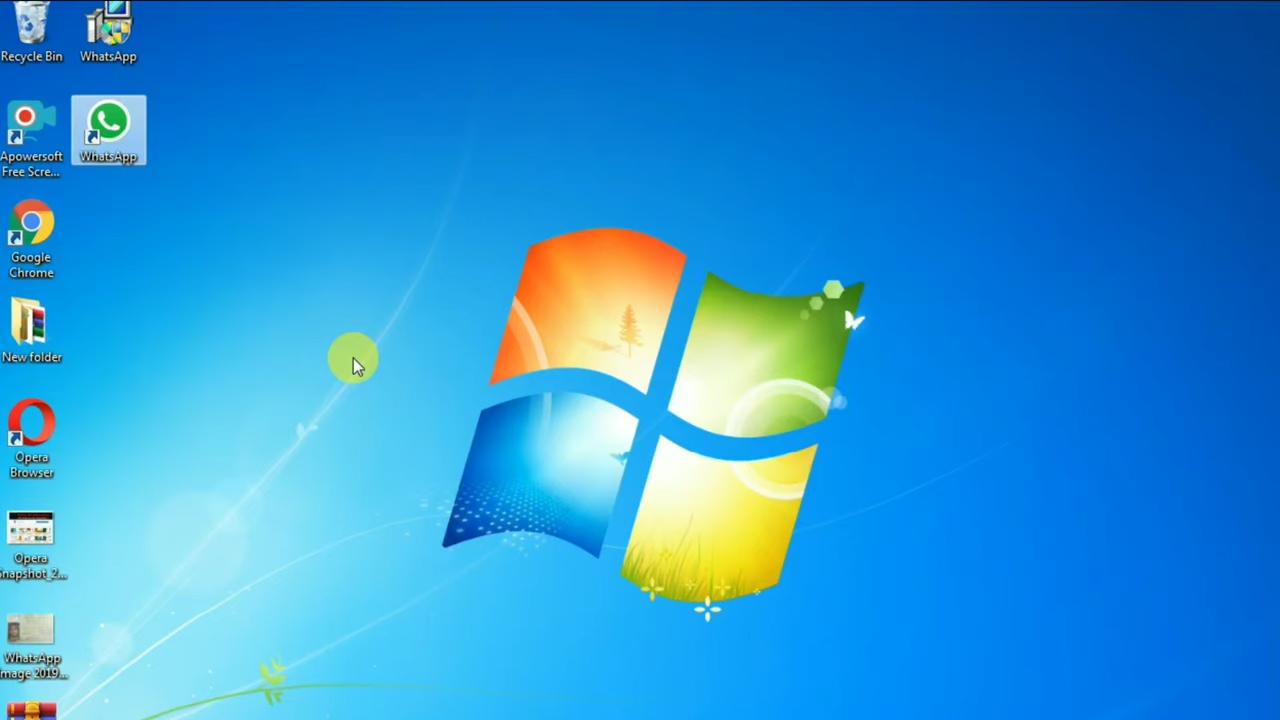 Recycle Bin
WhatsApp
Apowersoft
Free Scre...
WhatsApp
Google
Chrome
New folder
Opera
Browser
Opera
Snapshot_2...
WhatsApp
Image 2019...